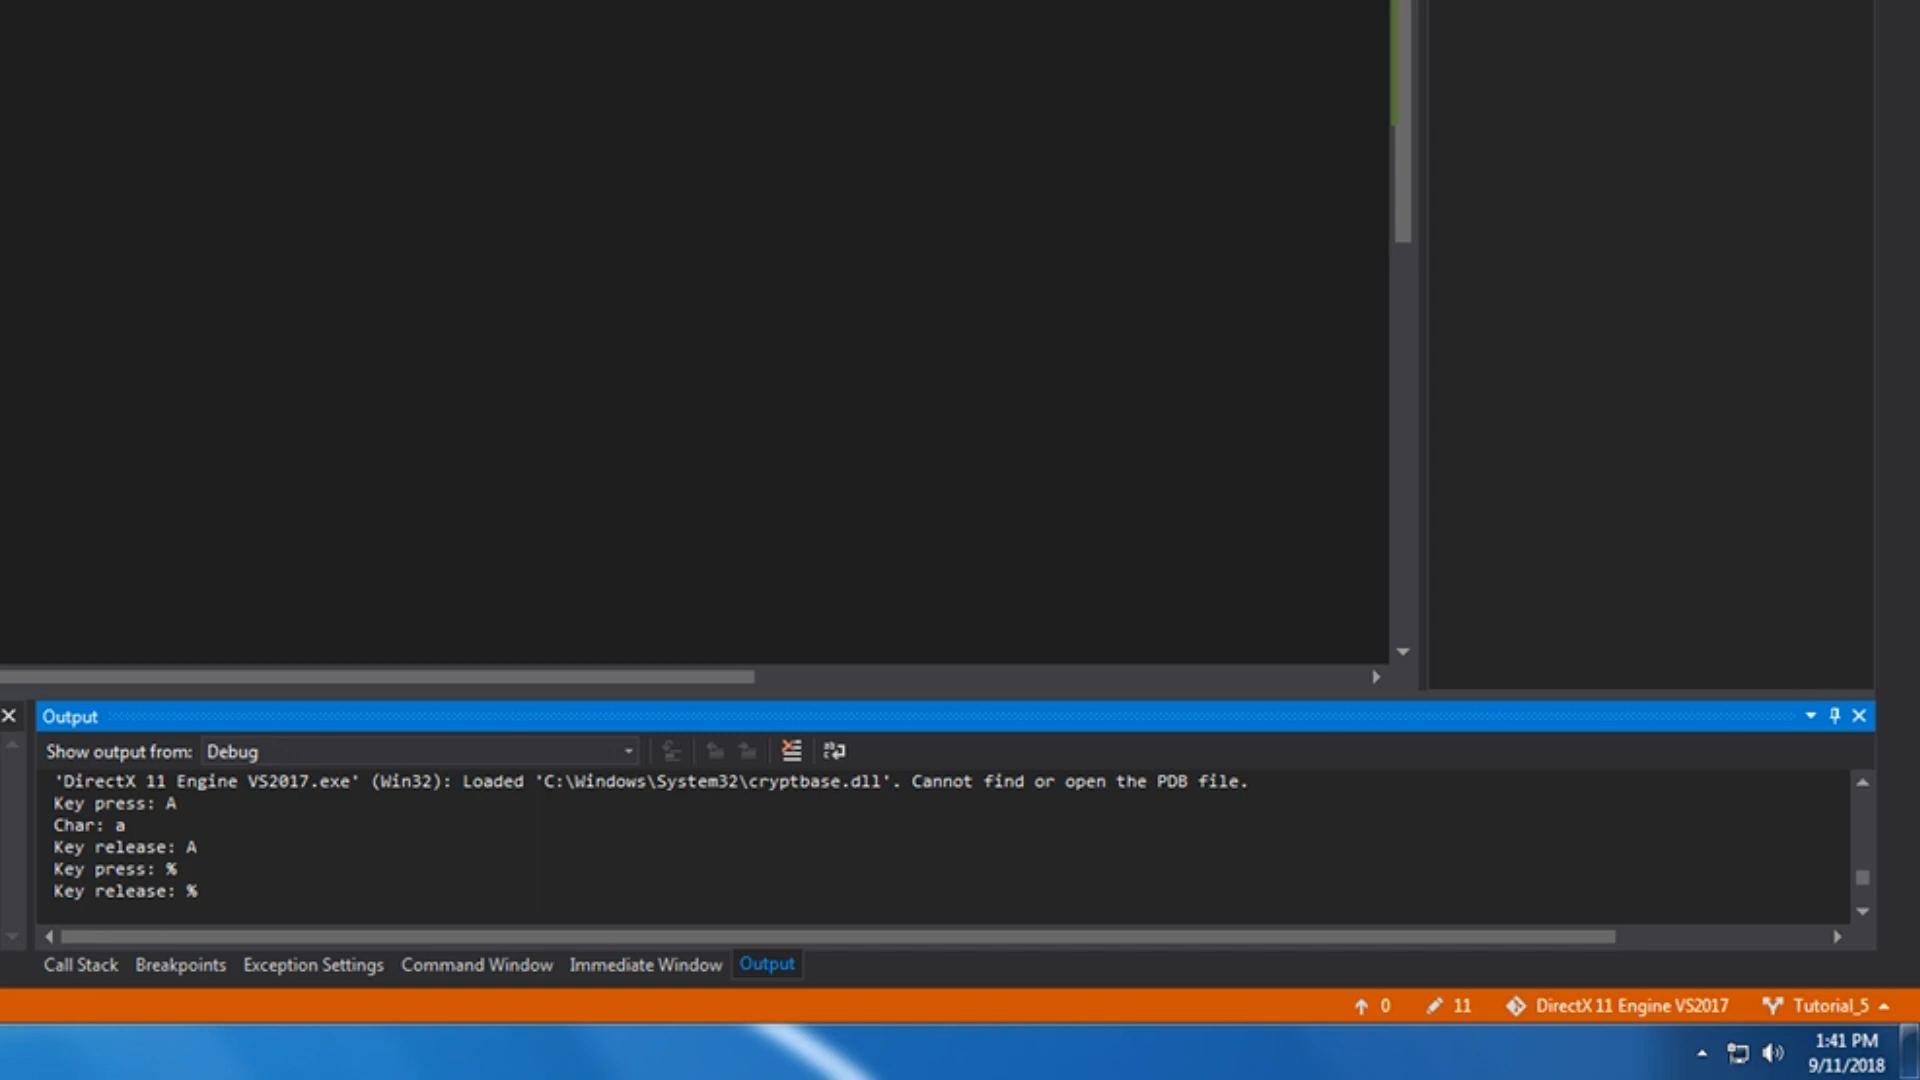 Output
Show output from: Debug
'DirectX 11 Engine VS2017.exe' (Win32): Loaded 'C:\Windows\System32\cryptbase.dll'. Cannot find or open the PDB file.
Key press: A
Char: a
Key release: A
Key press: %
Key release: %
Call Stack Breakpoints Exception Settings Command Window Immediate Window Output
0 11 DirectX 11 Engine VS2017 Tutorial_5
1:41 PM
9/11/2018